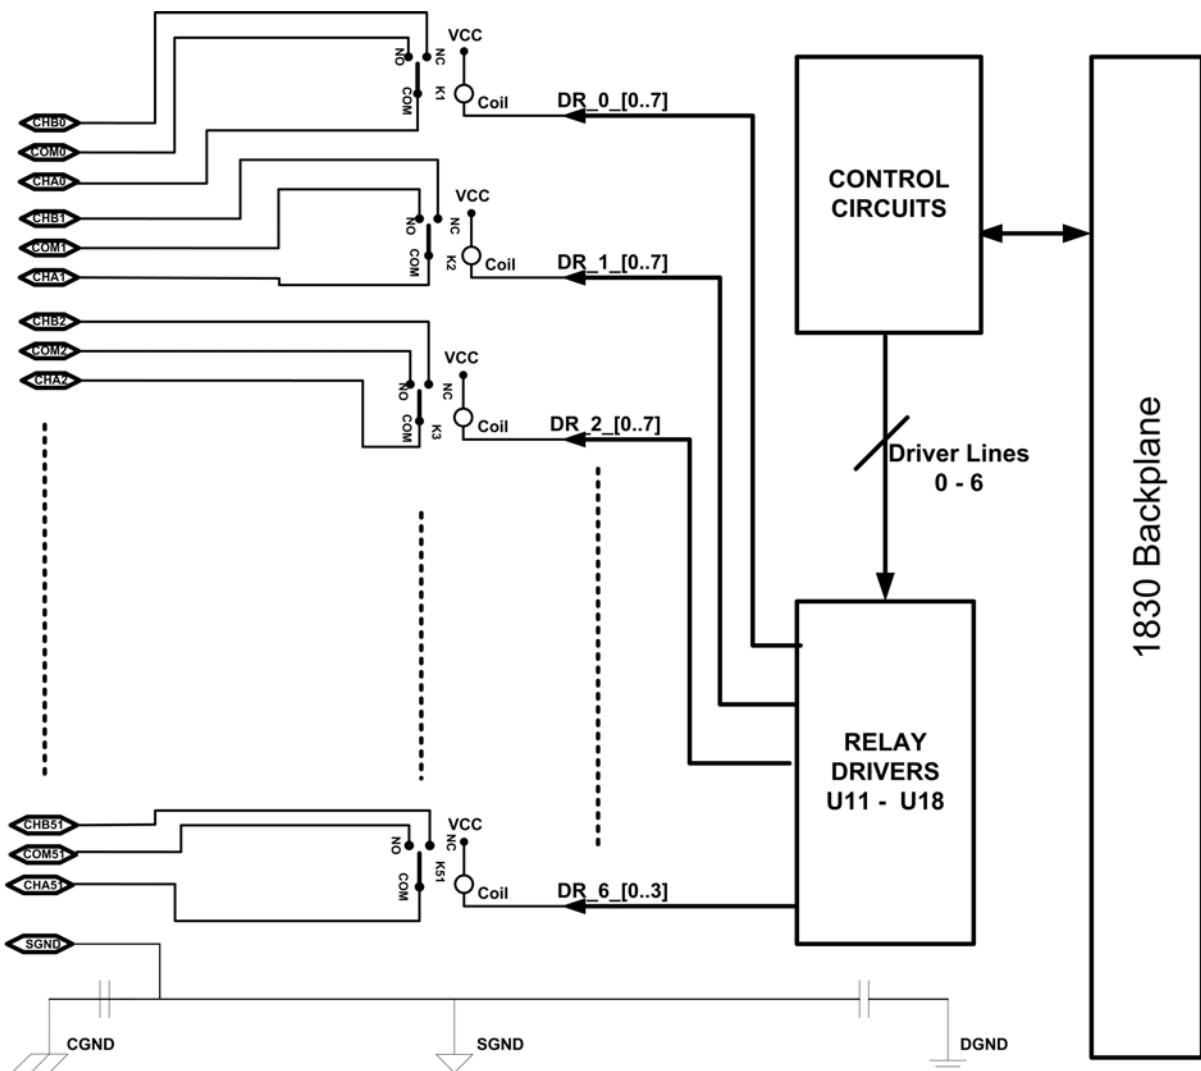 VCC
NO
NC
COM
K1
Coil
DR_0_[0..7]
CHB0
COM0
CHA0
CHB1
COM1
CHA1
VCC
NO
NC
COM
K2
Coil
DR_1_[0..7]
CHB2
COM2
CHA2
VCC
NO
NC
COM
K3
Coil
DR_2_[0..7]
CONTROL
CIRCUITS
Driver Lines
0 - 6
1830 Backplane
RELAY
DRIVERS
U11 - U18
CHB51
COM51
CHA51
VCC
NO
NC
COM
K51
Coil
DR_6_[0..3]
SGND
CGND
SGND
DGND